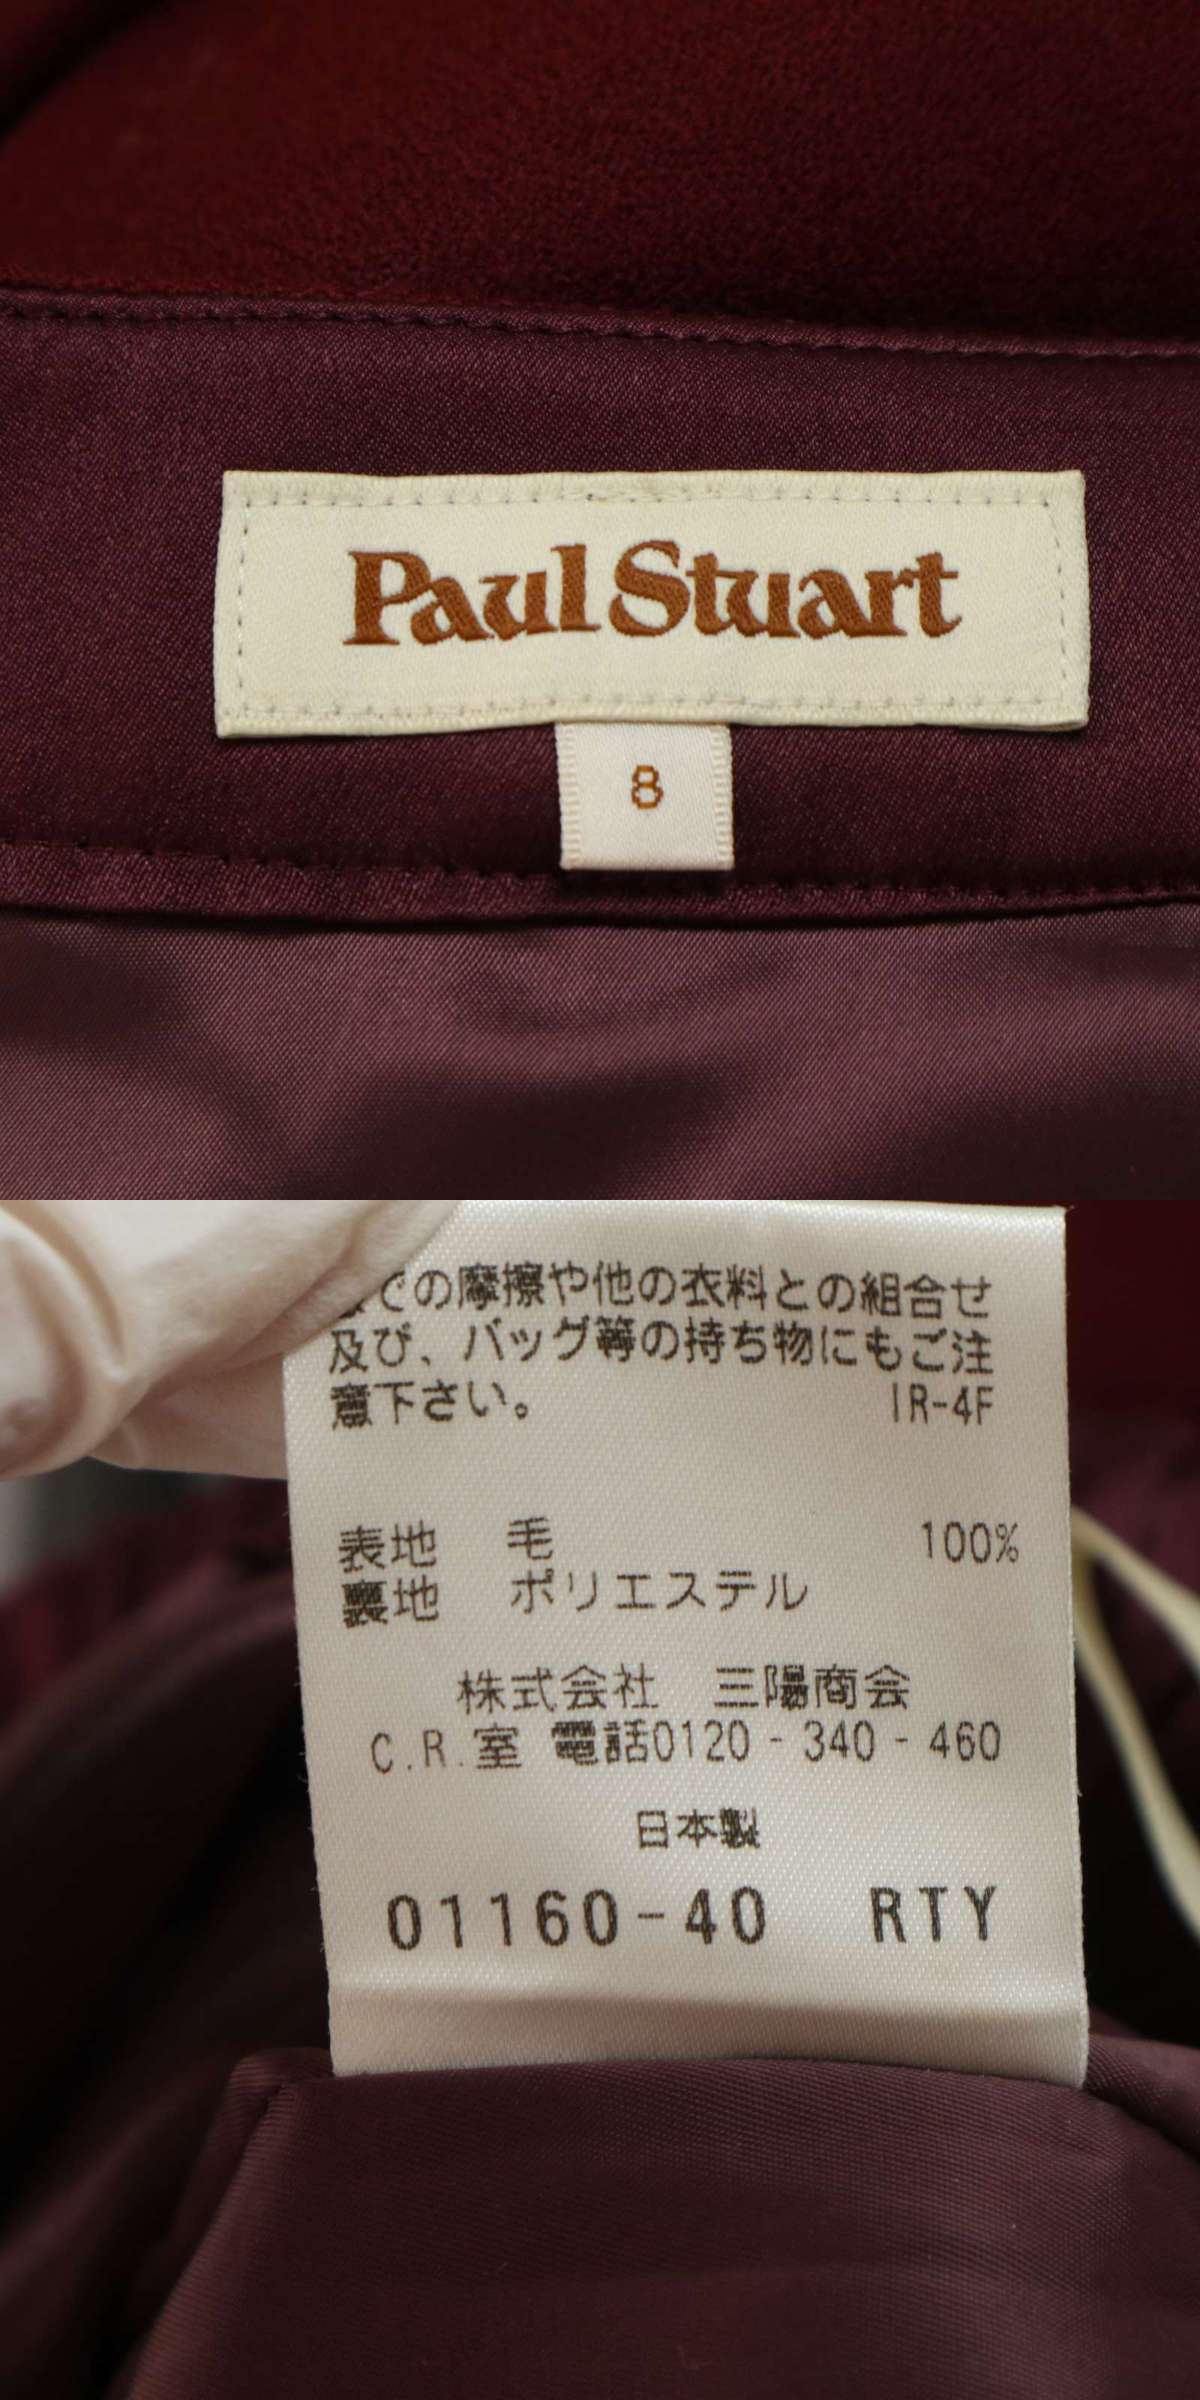 Paul Stuart
8
での摩擦や他の衣料との組合せ
及び、バッグ等の持ち物にもご注
意下さい。 IR-4F
表地 毛 100%
裏地 ポリエステル
株式会社 三陽商会
C.R.室 電話0120-340-460
日本製
01160-40 RTY